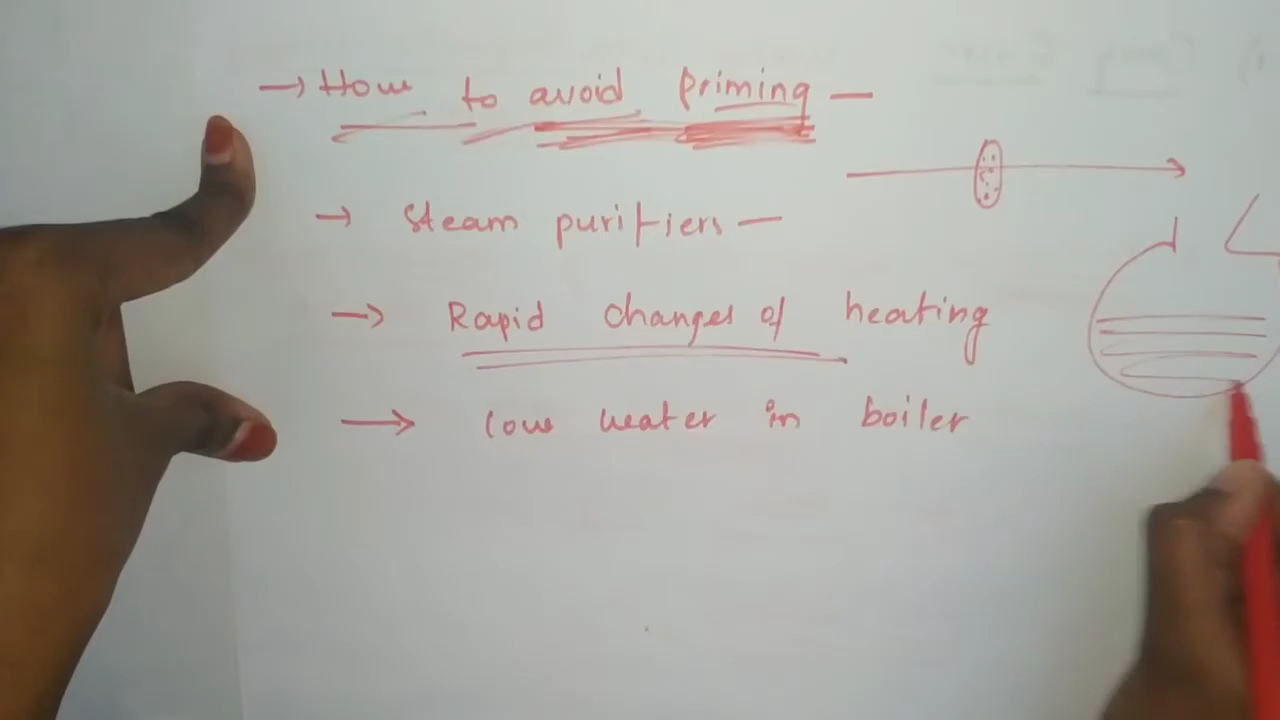 → How to avoid priming —
→ Steam purifiers —
→ Rapid changes of heating
→ low water in boiler